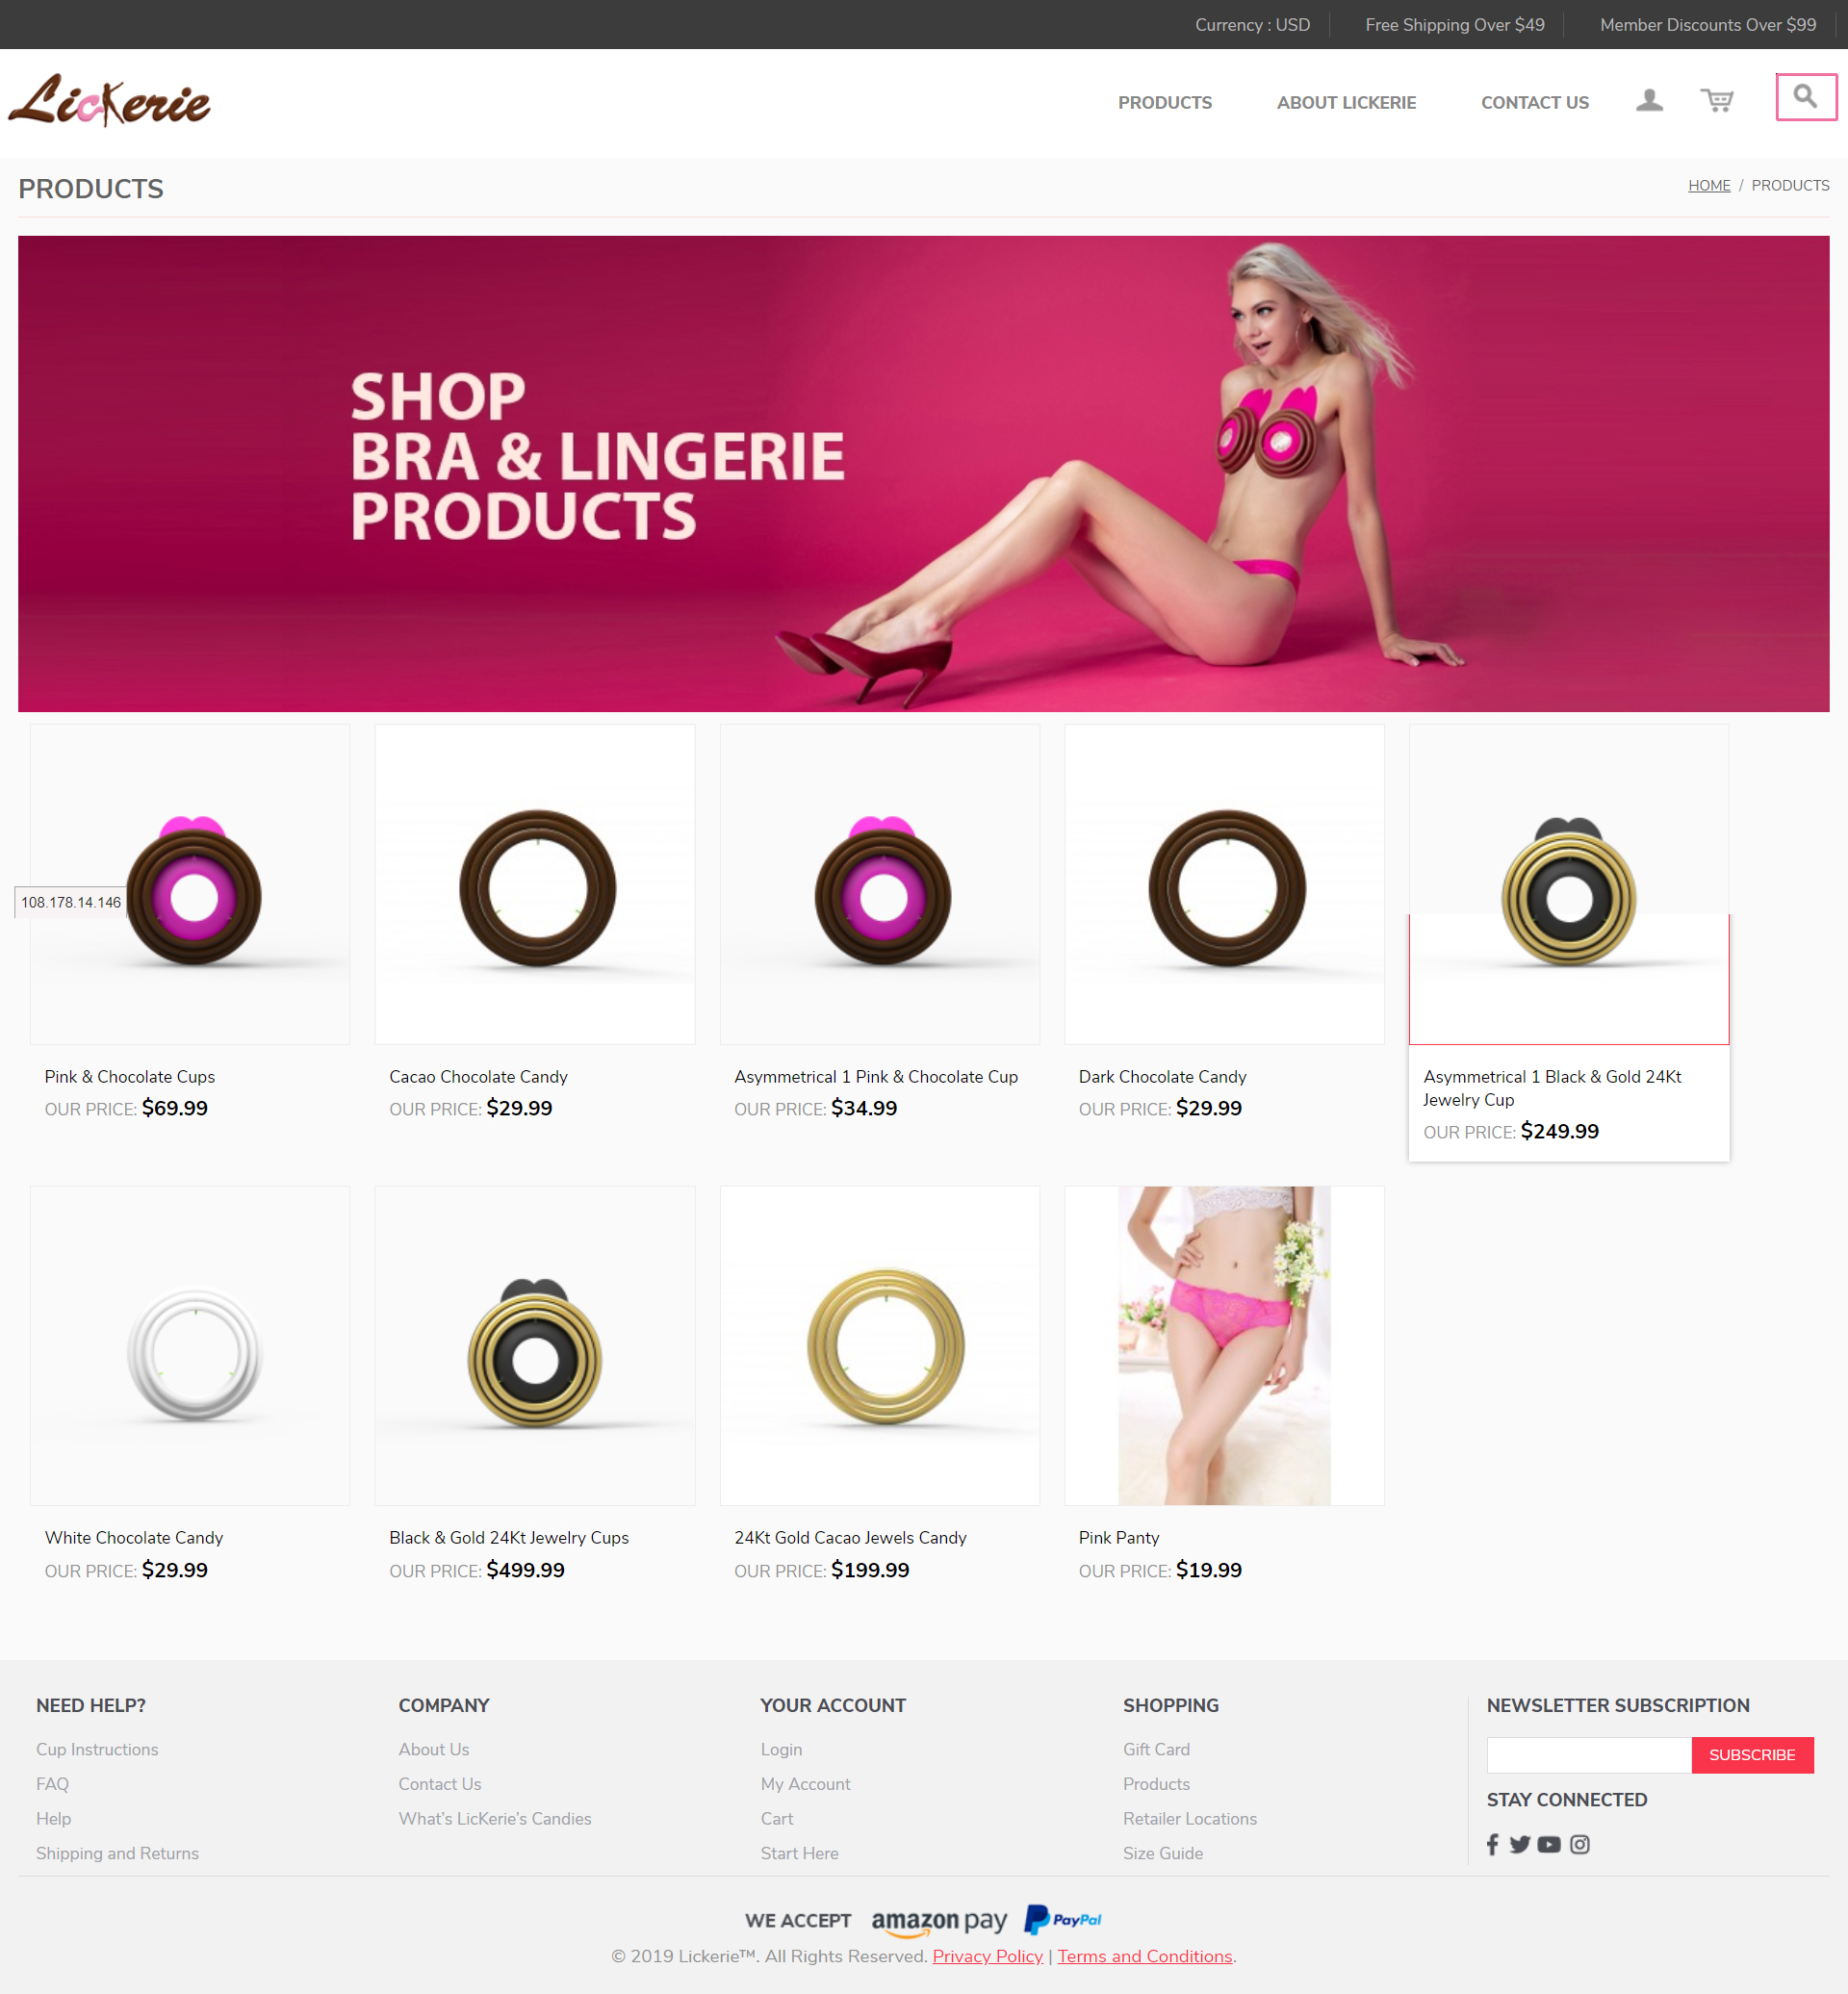 Currency : USD
Free Shipping Over $49
Member Discounts Over $99
LicKerie
PRODUCTS
ABOUT LICKERIE
CONTACT US
PRODUCTS
HOME / PRODUCTS
SHOP
BRA & LINGERIE
PRODUCTS
108.178.14.146
Pink & Chocolate Cups
OUR PRICE: $69.99
Cacao Chocolate Candy
OUR PRICE: $29.99
Asymmetrical 1 Pink & Chocolate Cup
OUR PRICE: $34.99
Dark Chocolate Candy
OUR PRICE: $29.99
Asymmetrical 1 Black & Gold 24Kt
Jewelry Cup
OUR PRICE: $249.99
White Chocolate Candy
OUR PRICE: $29.99
Black & Gold 24Kt Jewelry Cups
OUR PRICE: $499.99
24Kt Gold Cacao Jewels Candy
OUR PRICE: $199.99
Pink Panty
OUR PRICE: $19.99
NEED HELP?
Cup Instructions
FAQ
Help
Shipping and Returns
COMPANY
About Us
Contact Us
What's LicKerie's Candies
YOUR ACCOUNT
Login
My Account
Cart
Start Here
SHOPPING
Gift Card
Products
Retailer Locations
Size Guide
NEWSLETTER SUBSCRIPTION
SUBSCRIBE
STAY CONNECTED
WE ACCEPT amazon pay PayPal
© 2019 Lickerie™. All Rights Reserved. Privacy Policy | Terms and Conditions.